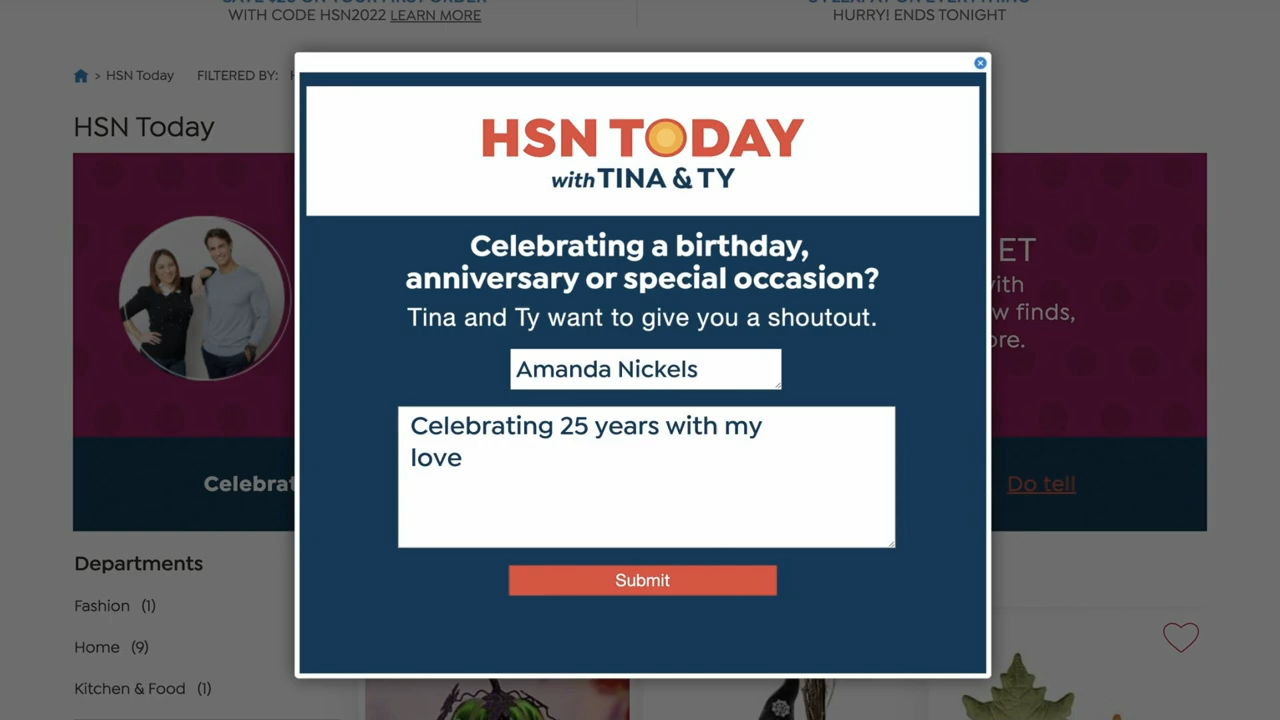 WITH CODE HSN2022 LEARN MORE
HURRY! ENDS TONIGHT
> HSN Today FILTERED BY:
HSN Today
HSN TODAY
with TINA & TY
Celebrating a birthday,
anniversary or special occasion?
Tina and Ty want to give you a shoutout.
Amanda Nickels
Celebrating 25 years with my
love
Submit
ET
finds,
Do tell
Departments
Fashion (1)
Home (9)
Kitchen & Food (1)